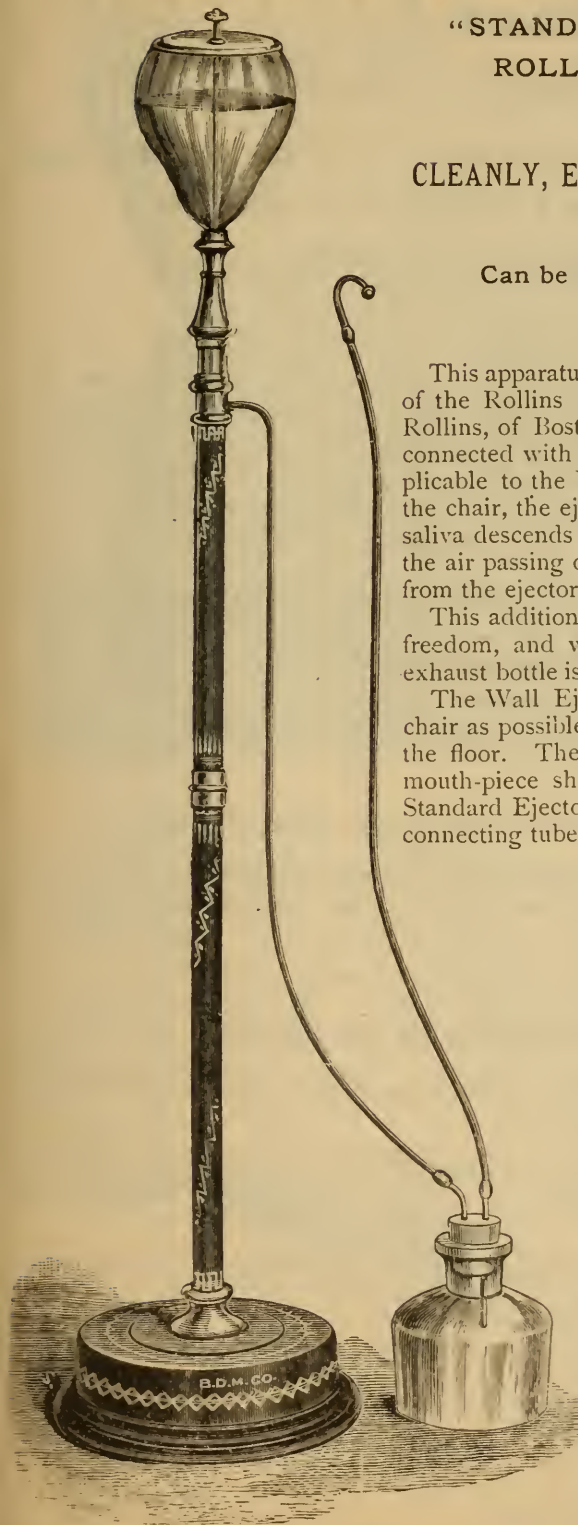 “STAND
ROLL
CLEANLY, E
Can be
This apparatu
of the Rollins
Rollins, of Bost
connected with
plicable to the
the chair, the ej
saliva descends
the air passing
from the ejector
This addition
freedom, and
exhaust bottle is
The Wall Ej
chair as possible
the floor. The
mouth-piece sh
Standard Ejecto
connecting tube
B.D.M. CO.